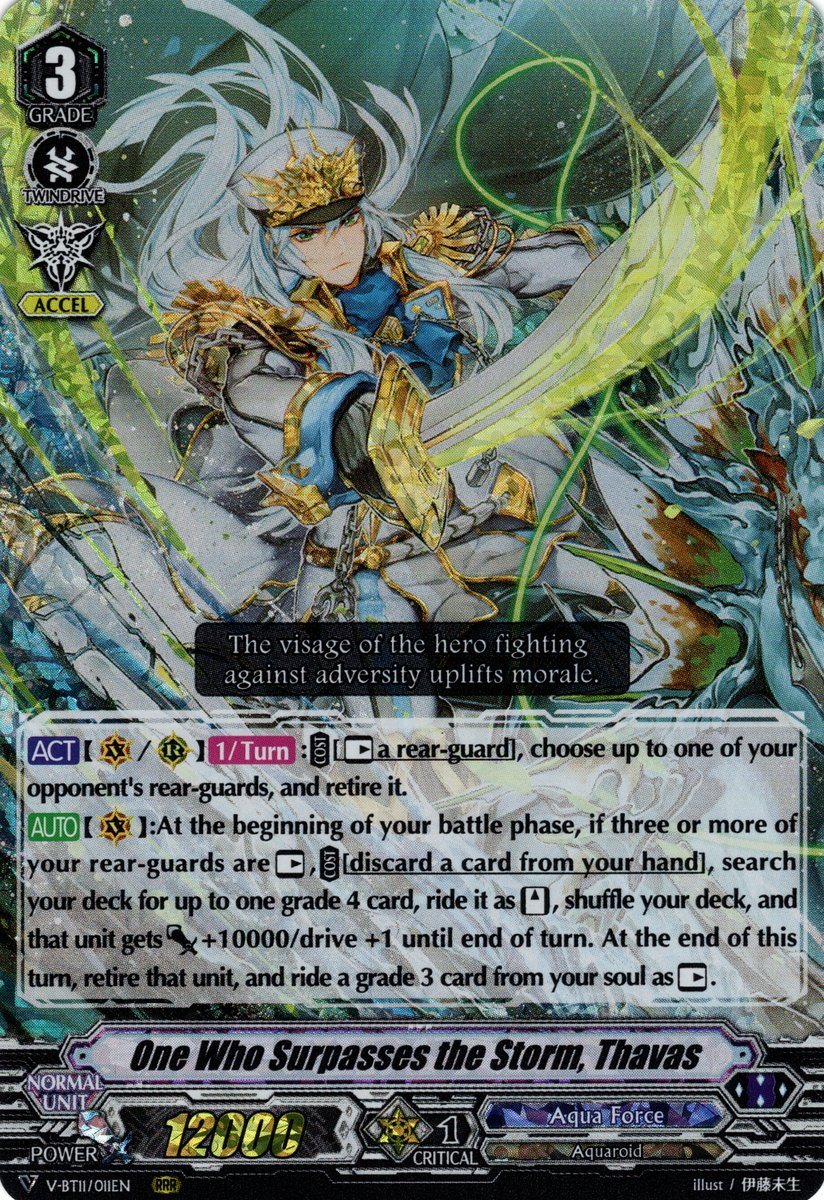 3
GRADE
TWINDRIVE
ACCEL
The visage of the hero fighting
against adversity uplifts morale.
ACT【 V / R 】1/Turn :COST[ a rear-guard], choose up to one of your
opponent's rear-guards, and retire it.
AUTO【 V 】:At the beginning of your battle phase, if three or more of
your rear-guards are , COST[discard a card from your hand], search
your deck for up to one grade 4 card, ride it as , shuffle your deck, and
that unit gets +10000/drive +1 until end of turn. At the end of this
turn, retire that unit, and ride a grade 3 card from your soul as .
One Who Surpasses the Storm, Thavas
NORMAL
UNIT
POWER
12000
1
CRITICAL
Aqua Force
Aquaroid
V-BT11/011EN RRR
illust / 伊藤未生